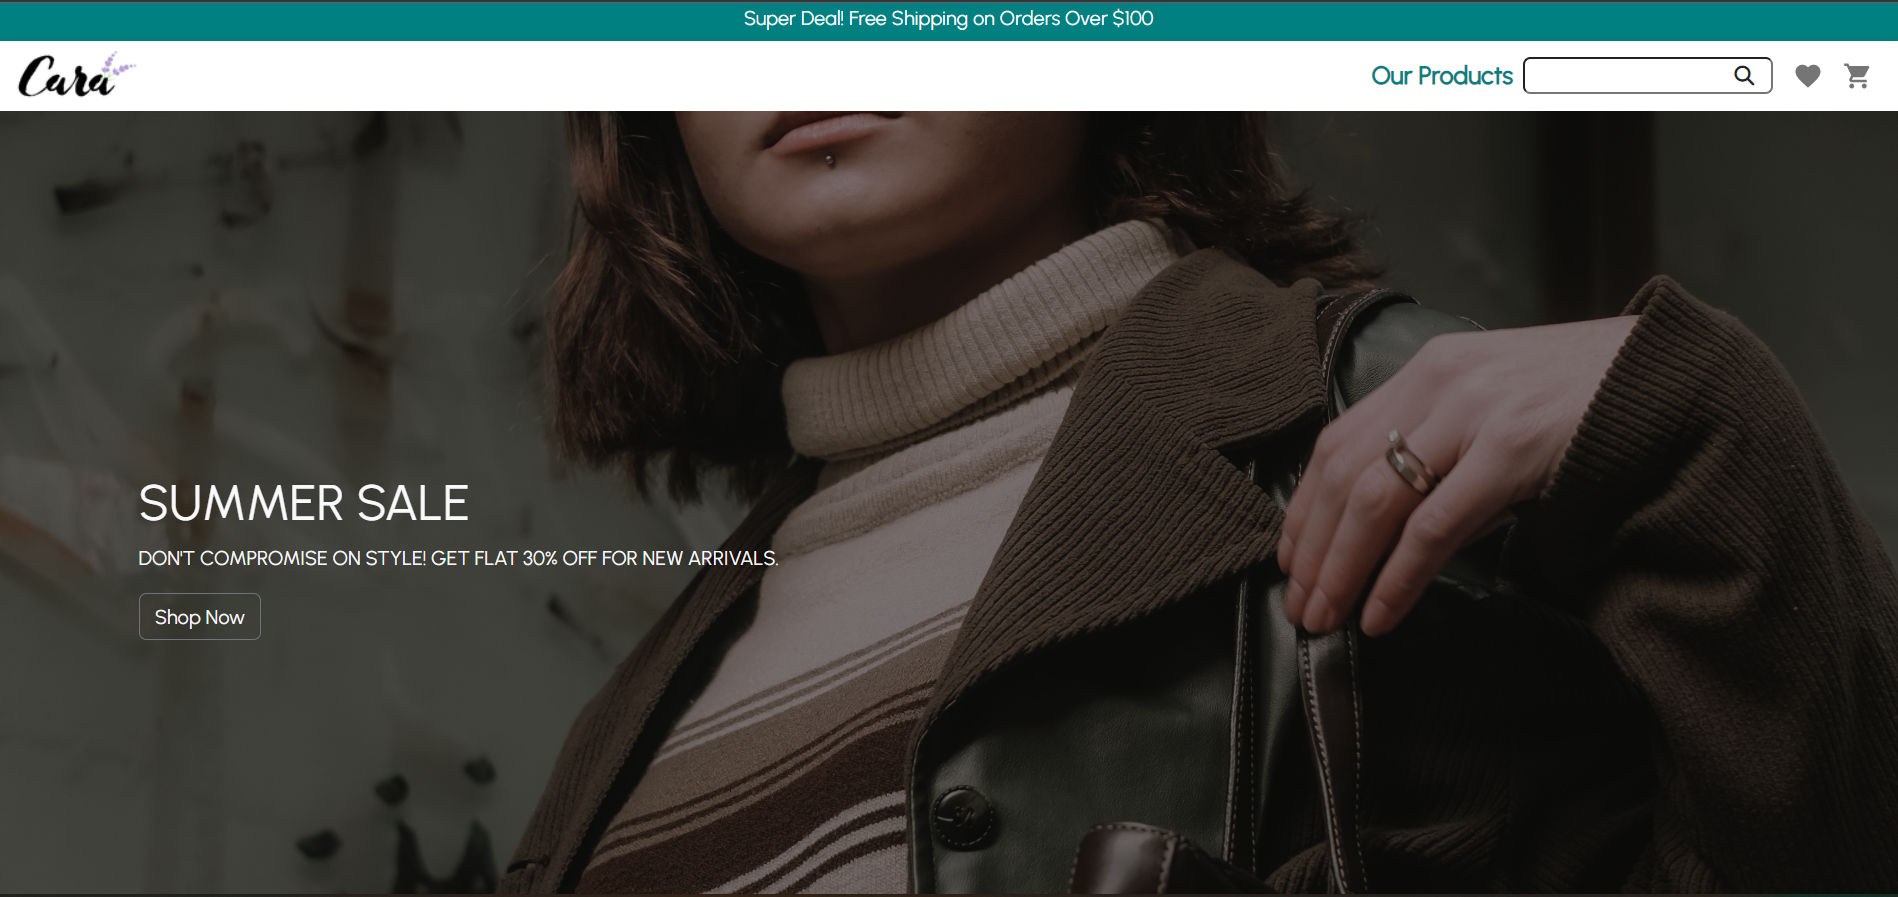 Super Deal! Free Shipping on Orders Over $100
Cara
Our Products
SUMMER SALE
DON'T COMPROMISE ON STYLE! GET FLAT 30% OFF FOR NEW ARRIVALS.
Shop Now